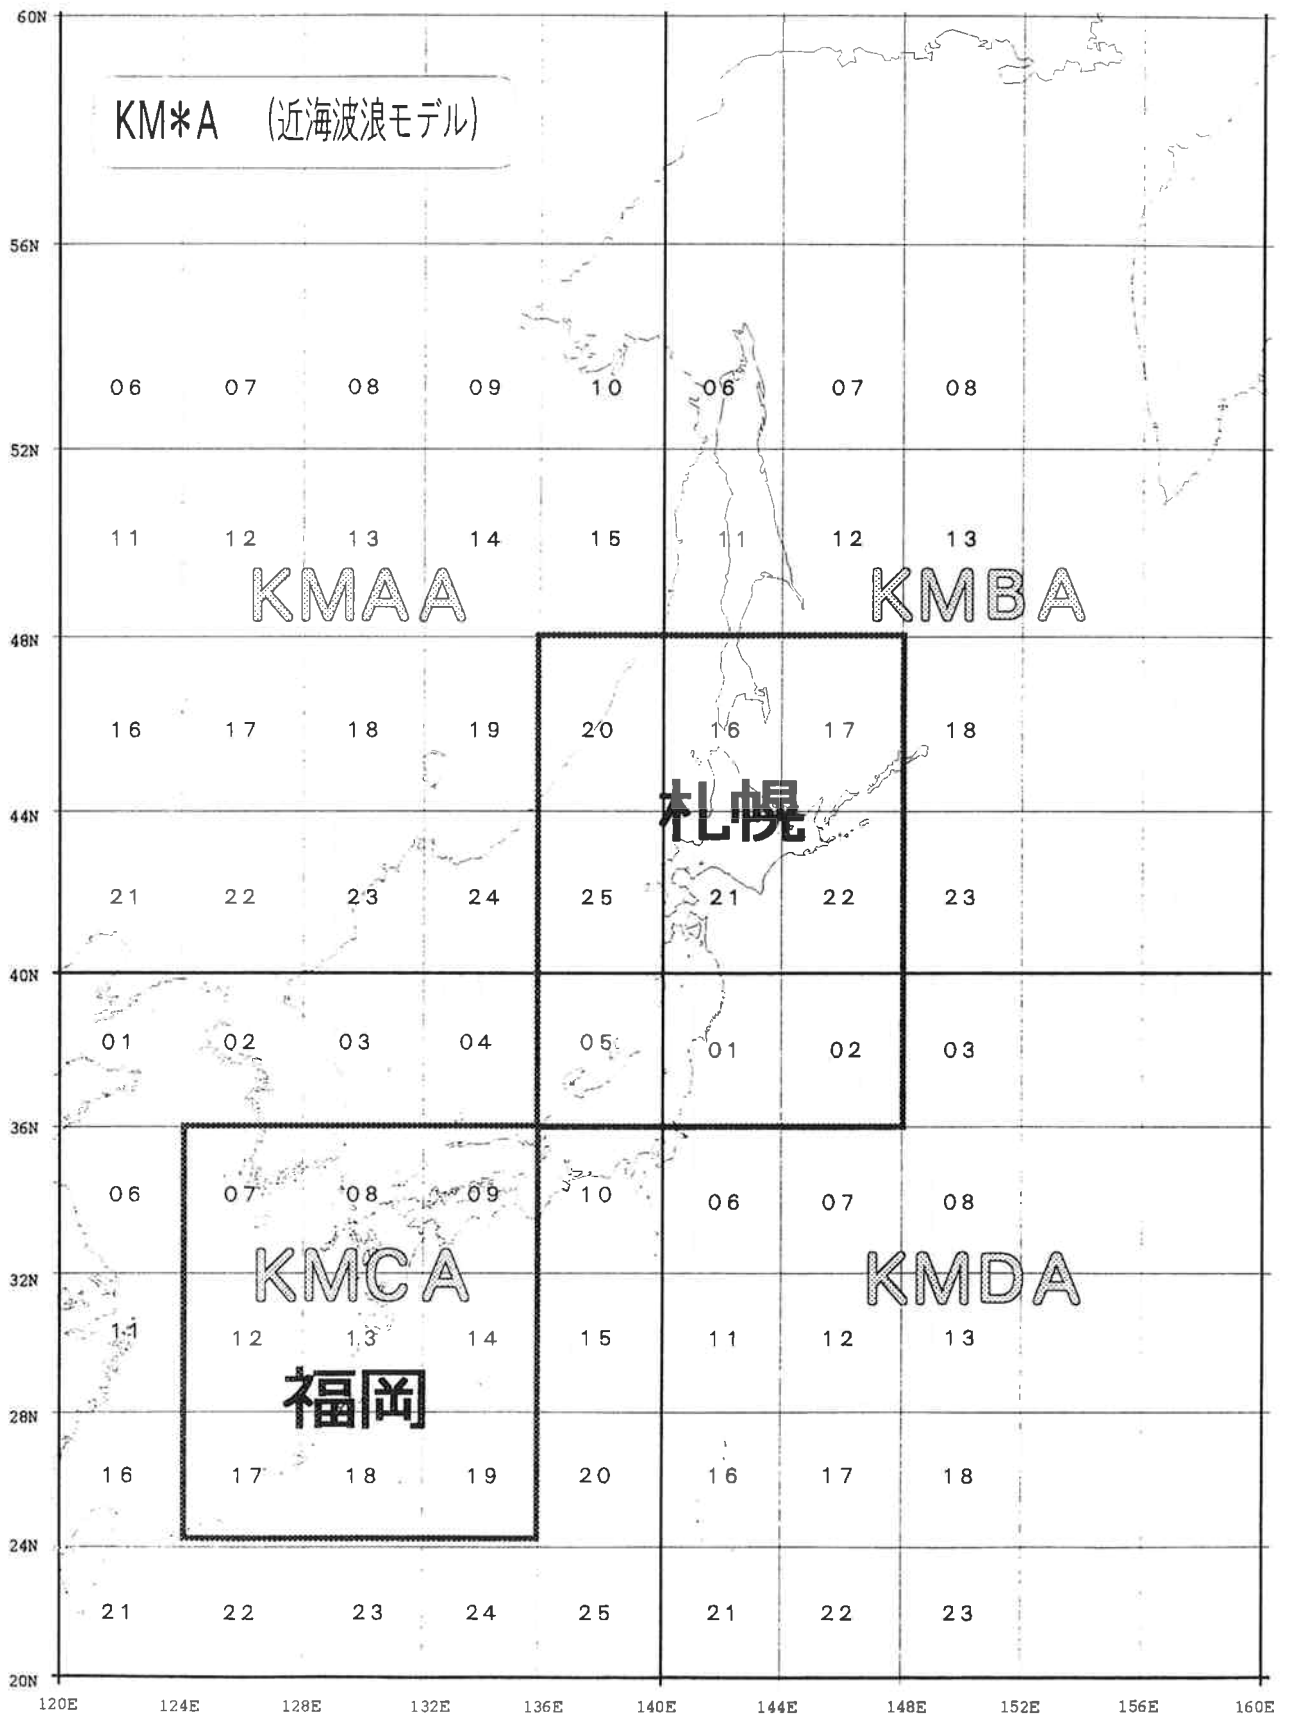 60N
KM*A (近海波浪モデル)
56N
06 07 08 09 10 06 07 08
52N
11 12 13 14 15 11 12 13
KMAA KMBA
48N
16 17 18 19 20 16 17 18
札幌
44N
21 22 23 24 25 21 22 23
40N
01 02 03 04 05 01 02 03
36N
06 07 08 09 10 06 07 08
KMCA KMDA
32N
11 12 13 14 15 11 12 13
福岡
28N
16 17 18 19 20 16 17 18
24N
21 22 23 24 25 21 22 23
20N
120E 124E 128E 132E 136E 140E 144E 148E 152E 156E 160E